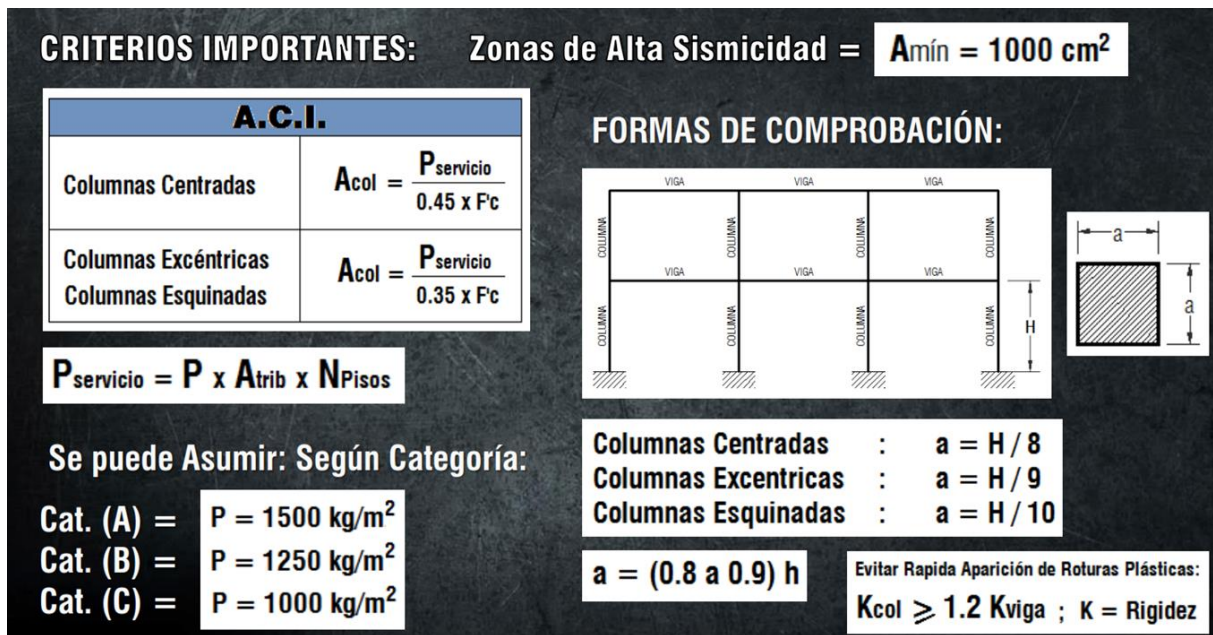 CRITERIOS IMPORTANTES: Zonas de Alta Sismicidad = Amín = 1000 cm²
A.C.I.
Columnas Centradas Acol = Pservicio / 0.45 x F'c
Columnas Excéntricas
Columnas Esquinadas
Acol = Pservicio / 0.35 x F'c
Pservicio = P x Atrib x NPisos
Se puede Asumir: Según Categoría:
Cat. (A) = P = 1500 kg/m²
Cat. (B) = P = 1250 kg/m²
Cat. (C) = P = 1000 kg/m²
FORMAS DE COMPROBACIÓN:
VIGA VIGA VIGA
COLUMNA COLUMNA COLUMNA COLUMNA
VIGA VIGA VIGA
COLUMNA COLUMNA COLUMNA COLUMNA
H
a
a
Columnas Centradas : a = H / 8
Columnas Excentricas : a = H / 9
Columnas Esquinadas : a = H / 10
a = (0.8 a 0.9) h
Evitar Rapida Aparición de Roturas Plásticas:
Kcol ⩾ 1.2 Kviga ; K = Rigidez